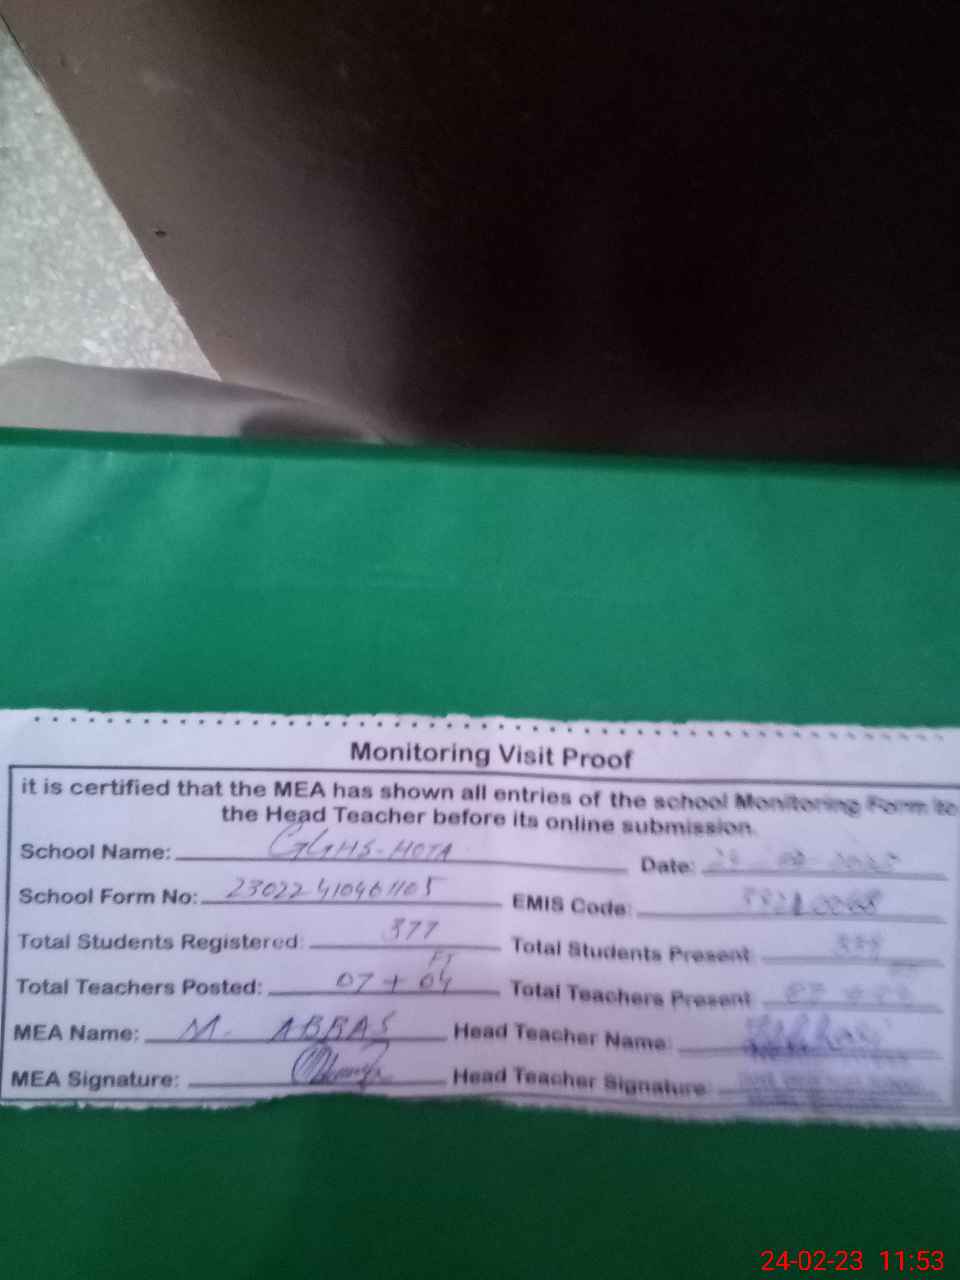 Monitoring Visit Proof
it is certified that the MEA has shown all entries of the school Monitoring Form to
the Head Teacher before its online submission.
School Name: GGHS-HOTA Date:
School Form No: 23022410461105 EMIS Code:
Total Students Registered: 377 Total Students Present:
Total Teachers Posted: 07 + 04 Total Teachers Present
MEA Name: M. ABBAS Head Teacher Name:
MEA Signature: Head Teacher Signature:
24-02-23 11:53